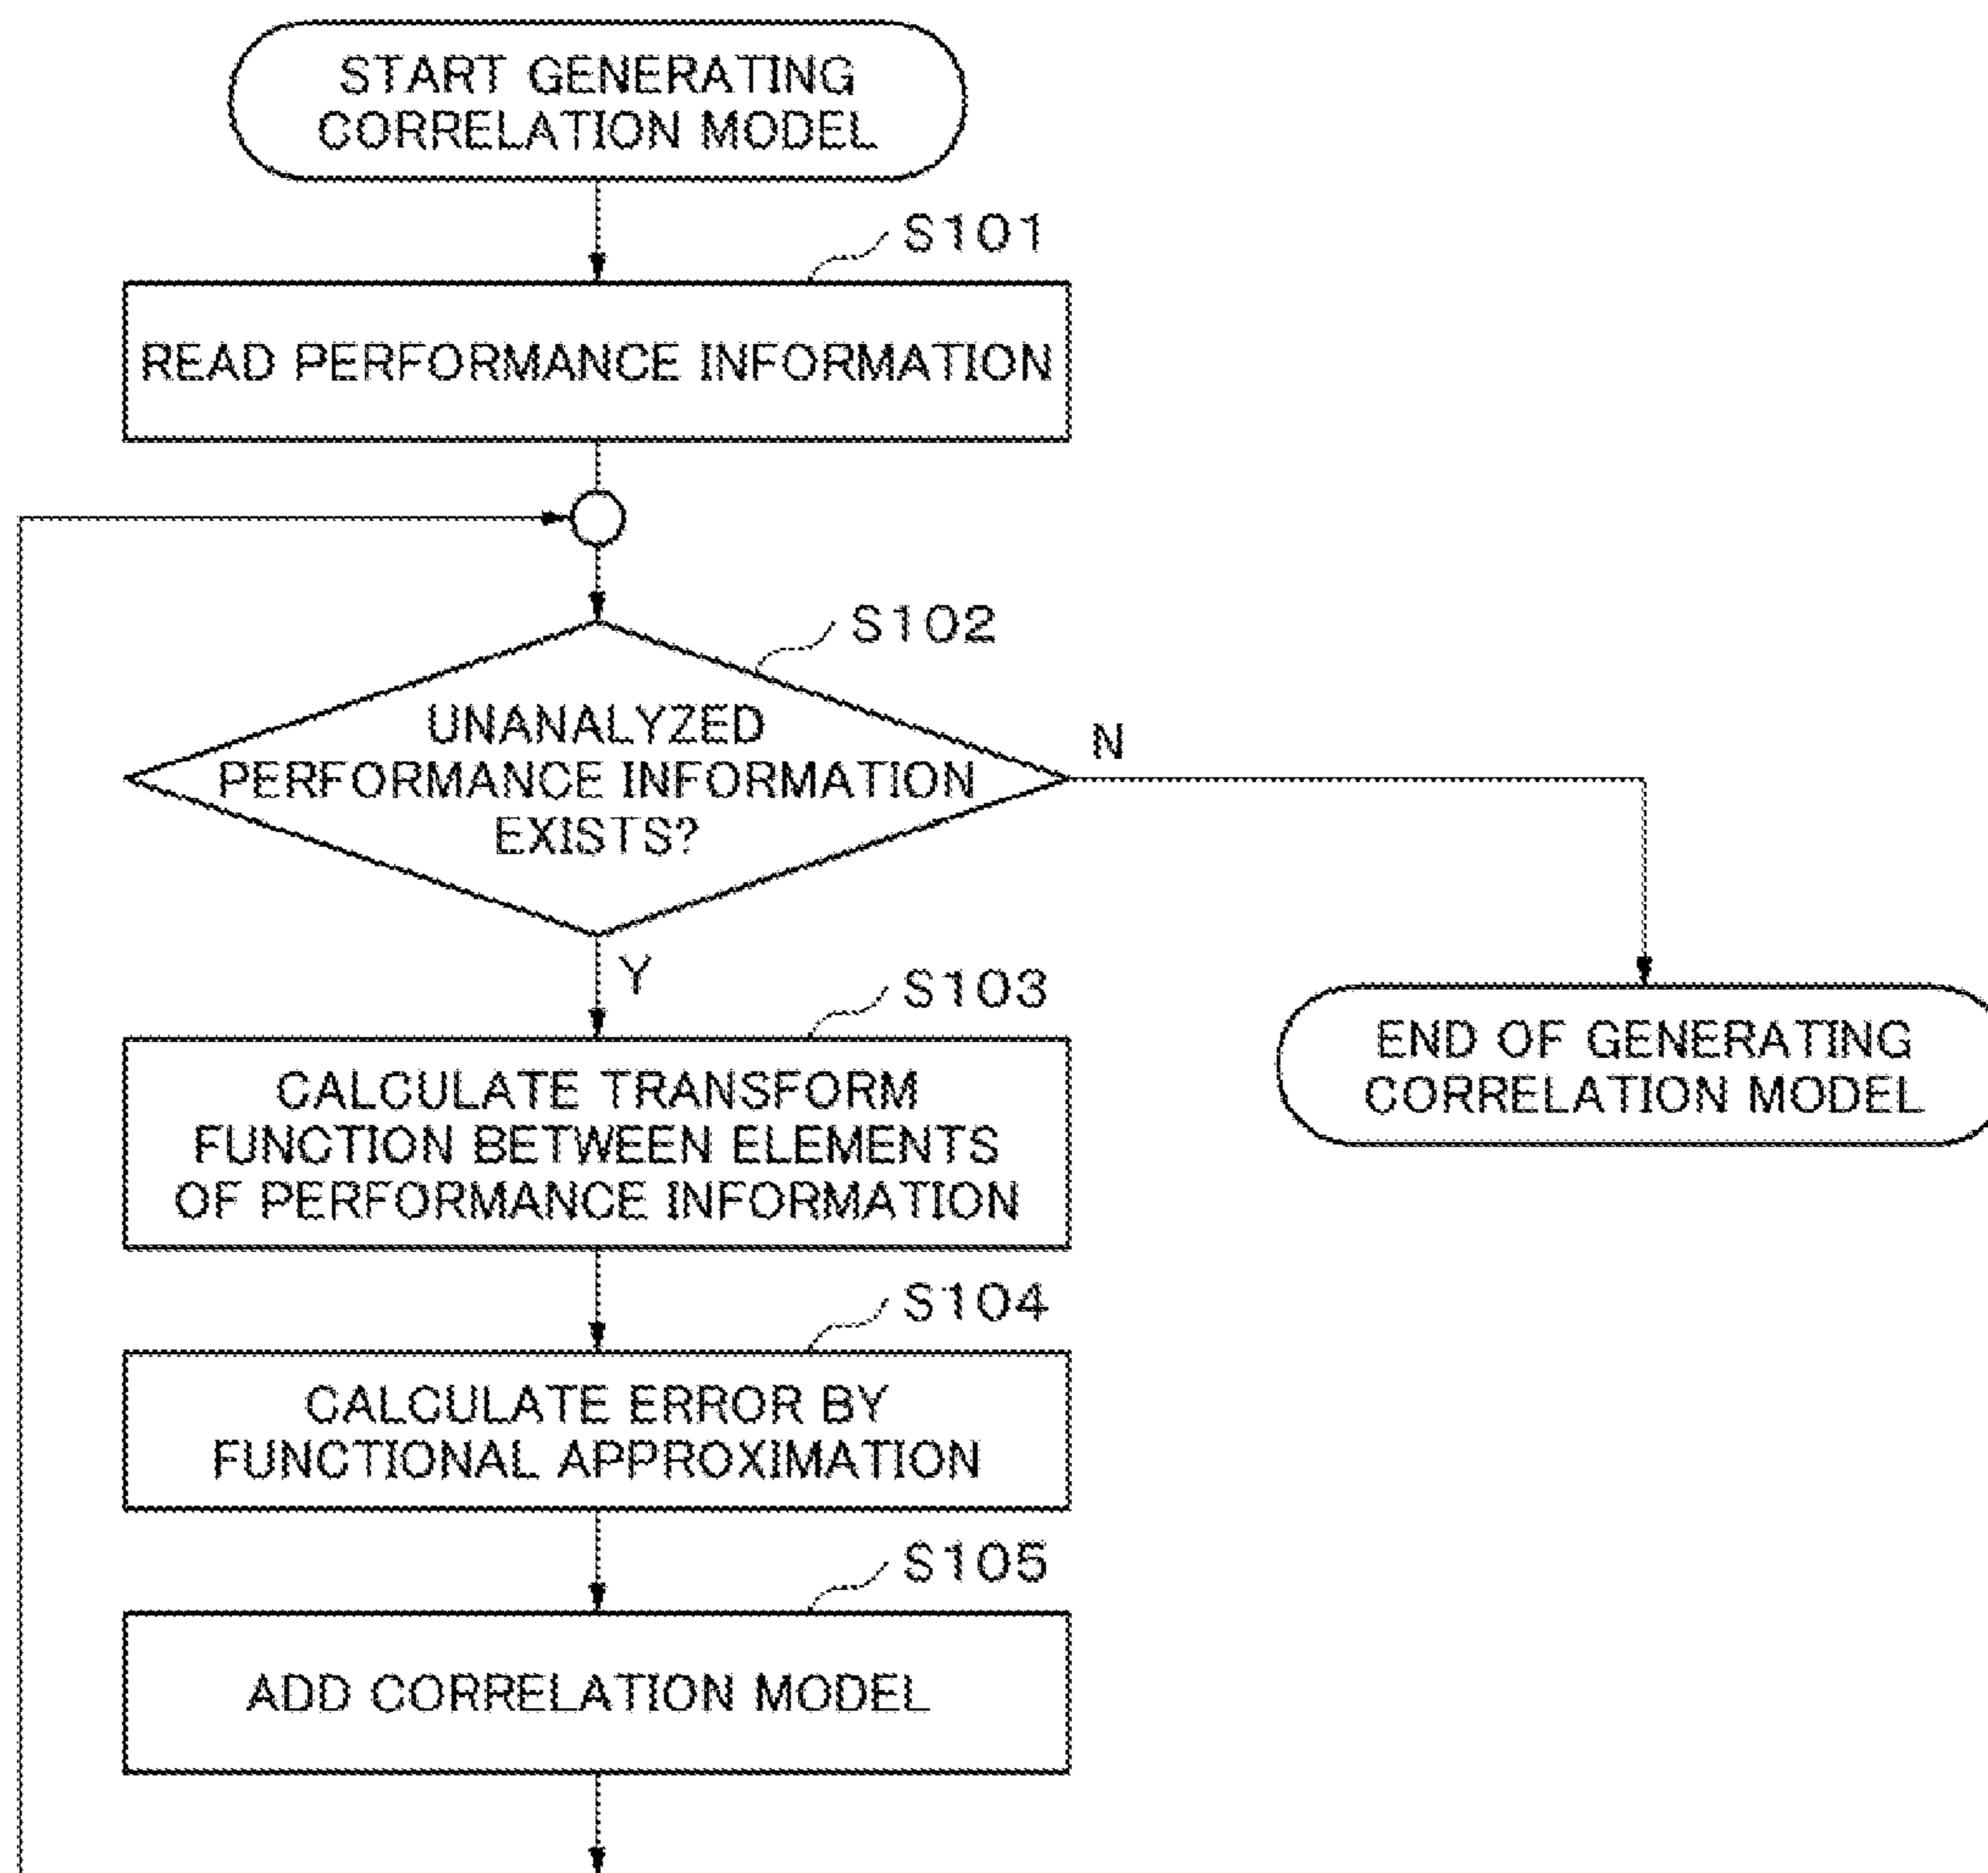 START GENERATING
CORRELATION MODEL
S101
READ PERFORMANCE INFORMATION
S102
UNANALYZED
PERFORMANCE INFORMATION
EXISTS?
N
Y
S103
CALCULATE TRANSFORM
FUNCTION BETWEEN ELEMENTS
OF PERFORMANCE INFORMATION
END OF GENERATING
CORRELATION MODEL
S104
CALCULATE ERROR BY
FUNCTIONAL APPROXIMATION
S105
ADD CORRELATION MODEL